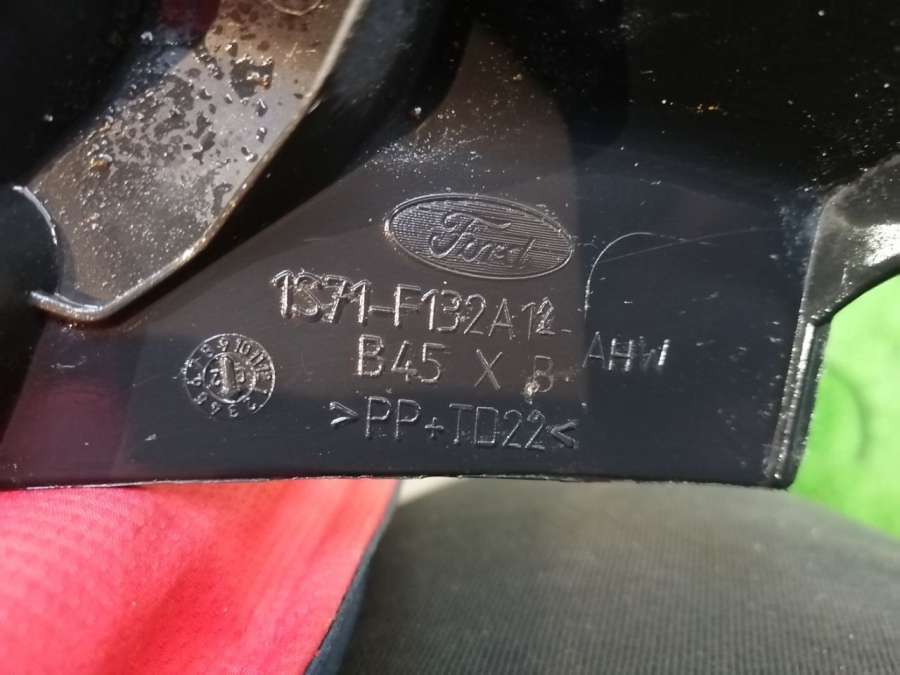 Ford
1S71-F132A12-
B45 X B AHW
>PP+TD22<